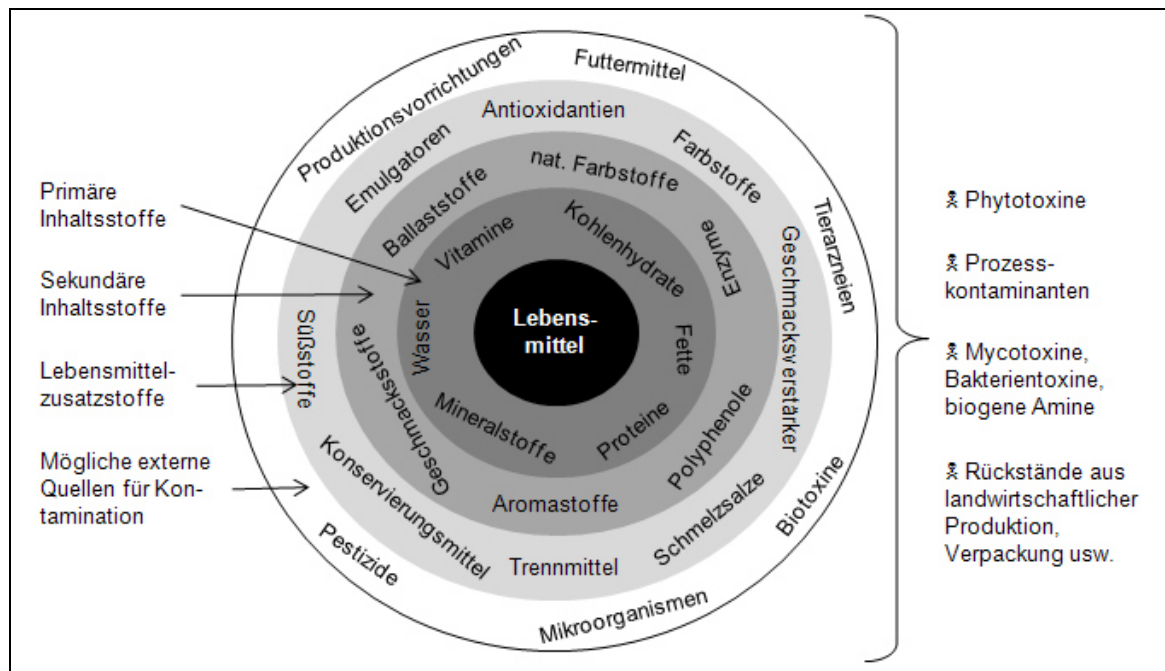 Primäre
Inhaltsstoffe
Sekundäre
Inhaltsstoffe
Lebensmittel-
zusatzstoffe
Mögliche externe
Quellen für Kon-
tamination
Lebens-
mittel
Wasser
Vitamine
Kohlenhydrate
Fette
Proteine
Mineralstoffe
Geschmacksstoffe
Ballaststoffe
nat. Farbstoffe
Enzyme
Polyphenole
Aromastoffe
Süßstoffe
Emulgatoren
Antioxidantien
Farbstoffe
Geschmacksverstärker
Schmelzsalze
Trennmittel
Konservierungsmittel
Produktionsvorrichtungen
Futtermittel
Tierarzneien
Biotoxine
Mikroorganismen
Pestizide
☠ Phytotoxine
☠ Prozess-
kontaminanten
☠ Mycotoxine,
Bakterientoxine,
biogene Amine
☠ Rückstände aus
landwirtschaftlicher
Produktion,
Verpackung usw.